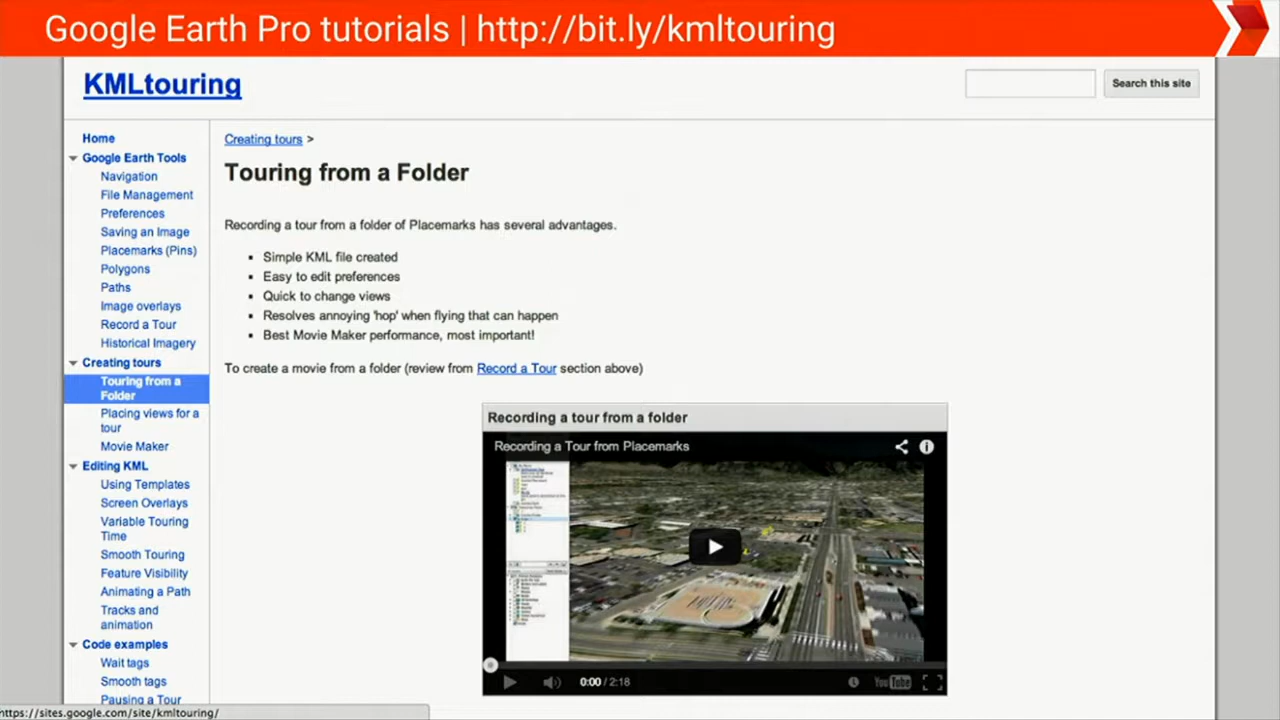 Google Earth Pro tutorials | http://bit.ly/kmltouring
KMLtouring
Search this site
Home
Google Earth Tools
Navigation
File Management
Preferences
Saving an Image
Placemarks (Pins)
Polygons
Paths
Image overlays
Record a Tour
Historical Imagery
Creating tours
Touring from a
Folder
Placing views for a
tour
Movie Maker
Editing KML
Using Templates
Screen Overlays
Variable Touring
Time
Smooth Touring
Feature Visibility
Animating a Path
Tracks and
animation
Code examples
Wait tags
Smooth tags
Pausing a Tour
Creating tours >
Touring from a Folder
Recording a tour from a folder of Placemarks has several advantages.
Simple KML file created
Easy to edit preferences
Quick to change views
Resolves annoying 'hop' when flying that can happen
Best Movie Maker performance, most important!
To create a movie from a folder (review from Record a Tour section above)
Recording a tour from a folder
Recording a Tour from Placemarks
0:00 / 2:18
YouTube
https://sites.google.com/site/kmltouring/